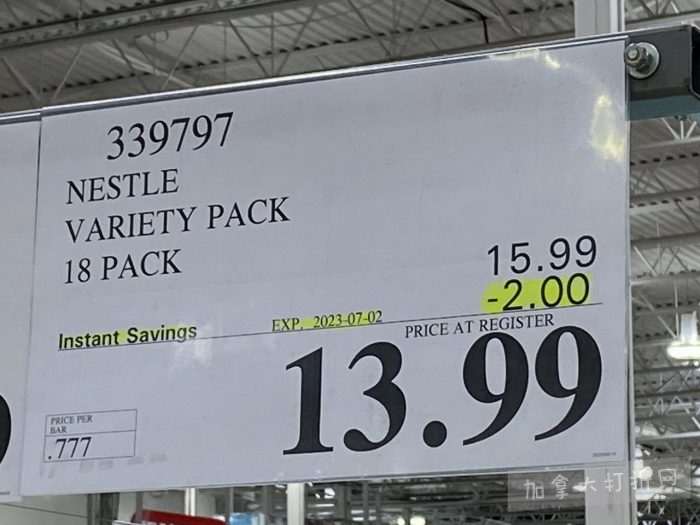 339797
NESTLE
VARIETY PACK
18 PACK
15.99
-2.00
Instant Savings
EXP. 2023-07-02
PRICE AT REGISTER
13.99
PRICE PER
BAR
.777
加拿大打折网